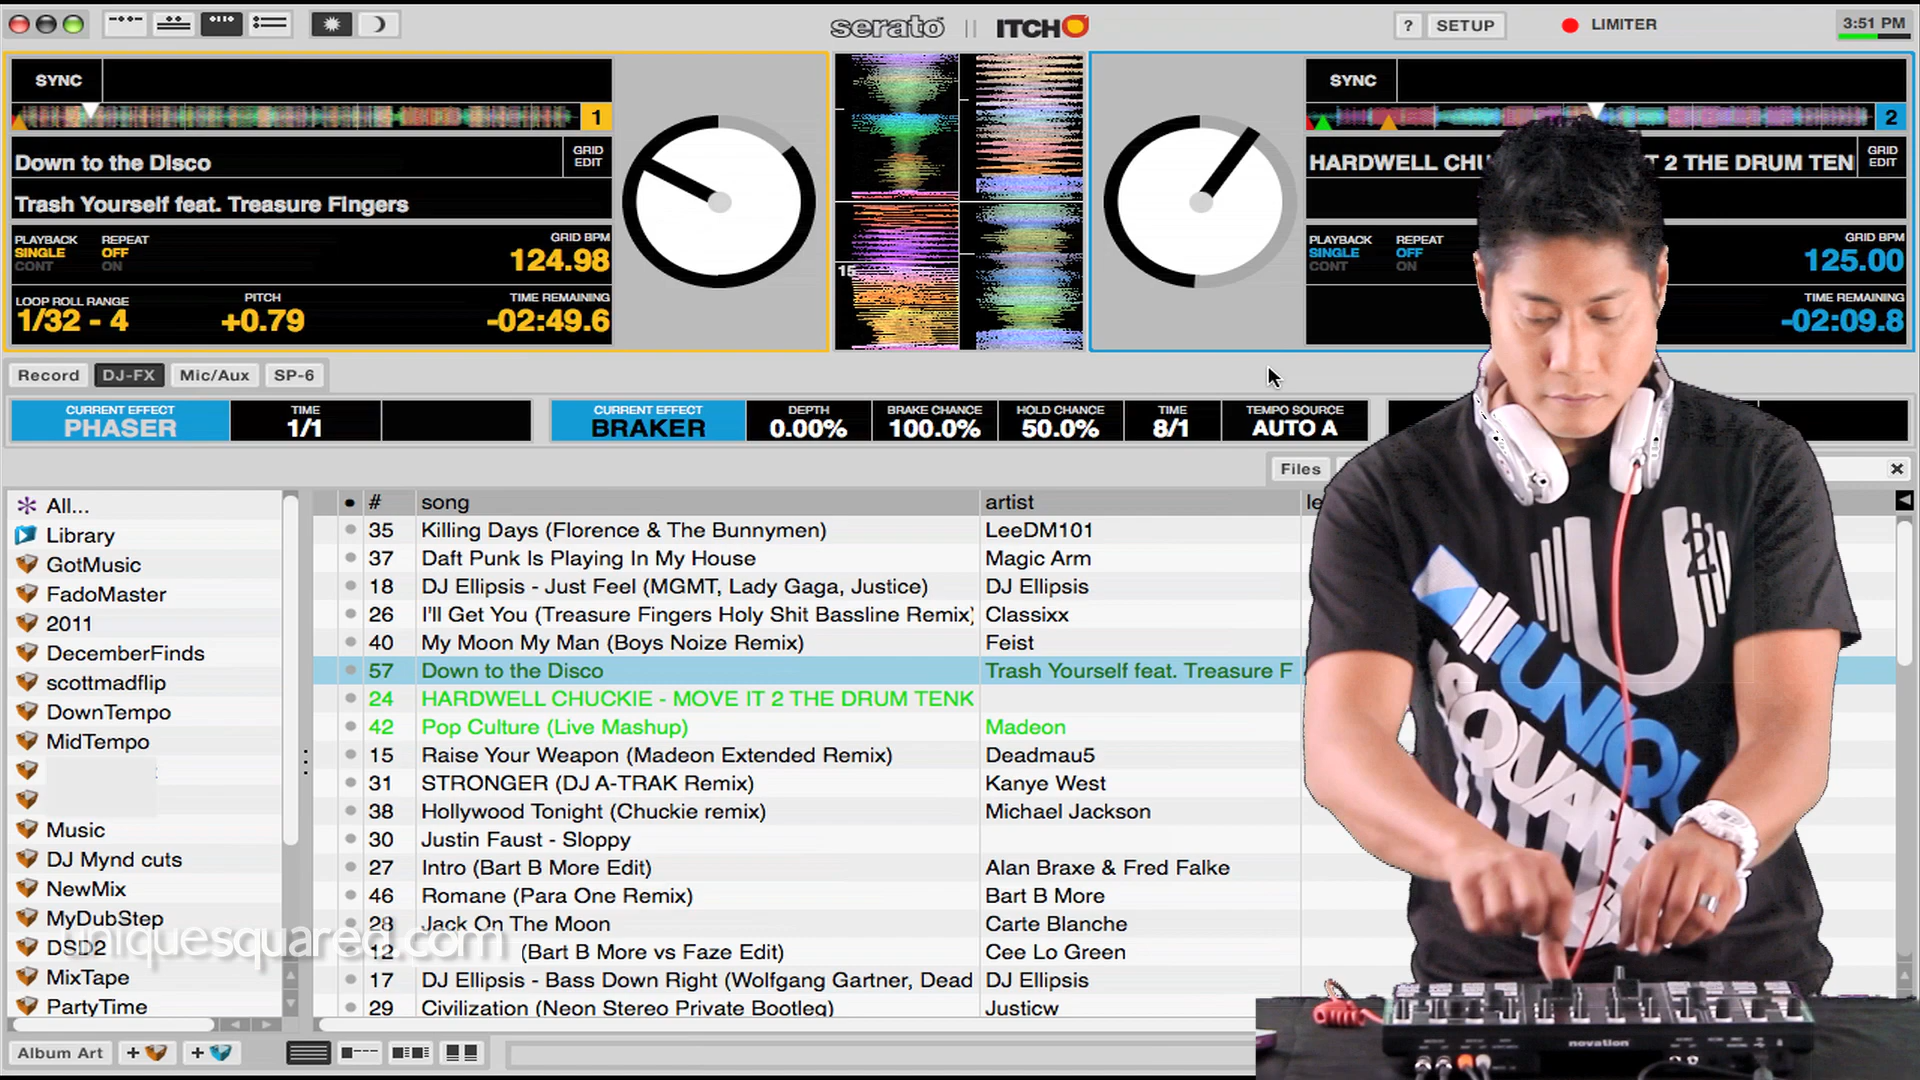 serato || ITCH
? SETUP LIMITER 3:51 PM
SYNC
1
Down to the Disco
GRID EDIT
Trash Yourself feat. Treasure Fingers
PLAYBACK REPEAT GRID BPM
SINGLE OFF 124.98
CONT ON
LOOP ROLL RANGE PITCH TIME REMAINING
1/32 - 4 +0.79 -02:49.6
15
SYNC
2
HARDWELL CHU T 2 THE DRUM TEN
GRID EDIT
PLAYBACK REPEAT GRID BPM
SINGLE OFF 125.00
CONT ON
TIME REMAINING
-02:09.8
Record DJ-FX Mic/Aux SP-6
CURRENT EFFECT TIME
PHASER 1/1
CURRENT EFFECT DEPTH BRAKE CHANCE HOLD CHANCE TIME TEMPO SOURCE
BRAKER 0.00% 100.0% 50.0% 8/1 AUTO A
Files
All...
Library
GotMusic
FadoMaster
2011
DecemberFinds
scottmadflip
DownTempo
MidTempo
Music
DJ Mynd cuts
NewMix
MyDubStep
DSD2
MixTape
PartyTime
# song artist le
35 Killing Days (Florence & The Bunnymen) LeeDM101
37 Daft Punk Is Playing In My House Magic Arm
18 DJ Ellipsis - Just Feel (MGMT, Lady Gaga, Justice) DJ Ellipsis
26 I'll Get You (Treasure Fingers Holy Shit Bassline Remix) Classixx
40 My Moon My Man (Boys Noize Remix) Feist
57 Down to the Disco Trash Yourself feat. Treasure F
24 HARDWELL CHUCKIE - MOVE IT 2 THE DRUM TENK
42 Pop Culture (Live Mashup) Madeon
15 Raise Your Weapon (Madeon Extended Remix) Deadmau5
31 STRONGER (DJ A-TRAK Remix) Kanye West
38 Hollywood Tonight (Chuckie remix) Michael Jackson
30 Justin Faust - Sloppy
27 Intro (Bart B More Edit) Alan Braxe & Fred Falke
46 Romane (Para One Remix) Bart B More
28 Jack On The Moon Carte Blanche
12 (Bart B More vs Faze Edit) Cee Lo Green
17 DJ Ellipsis - Bass Down Right (Wolfgang Gartner, Dead DJ Ellipsis
29 Civilization (Neon Stereo Private Bootleg) Justicw
uniquesquared.com
Album Art
U 2
UNIQU
SQUARE
novation